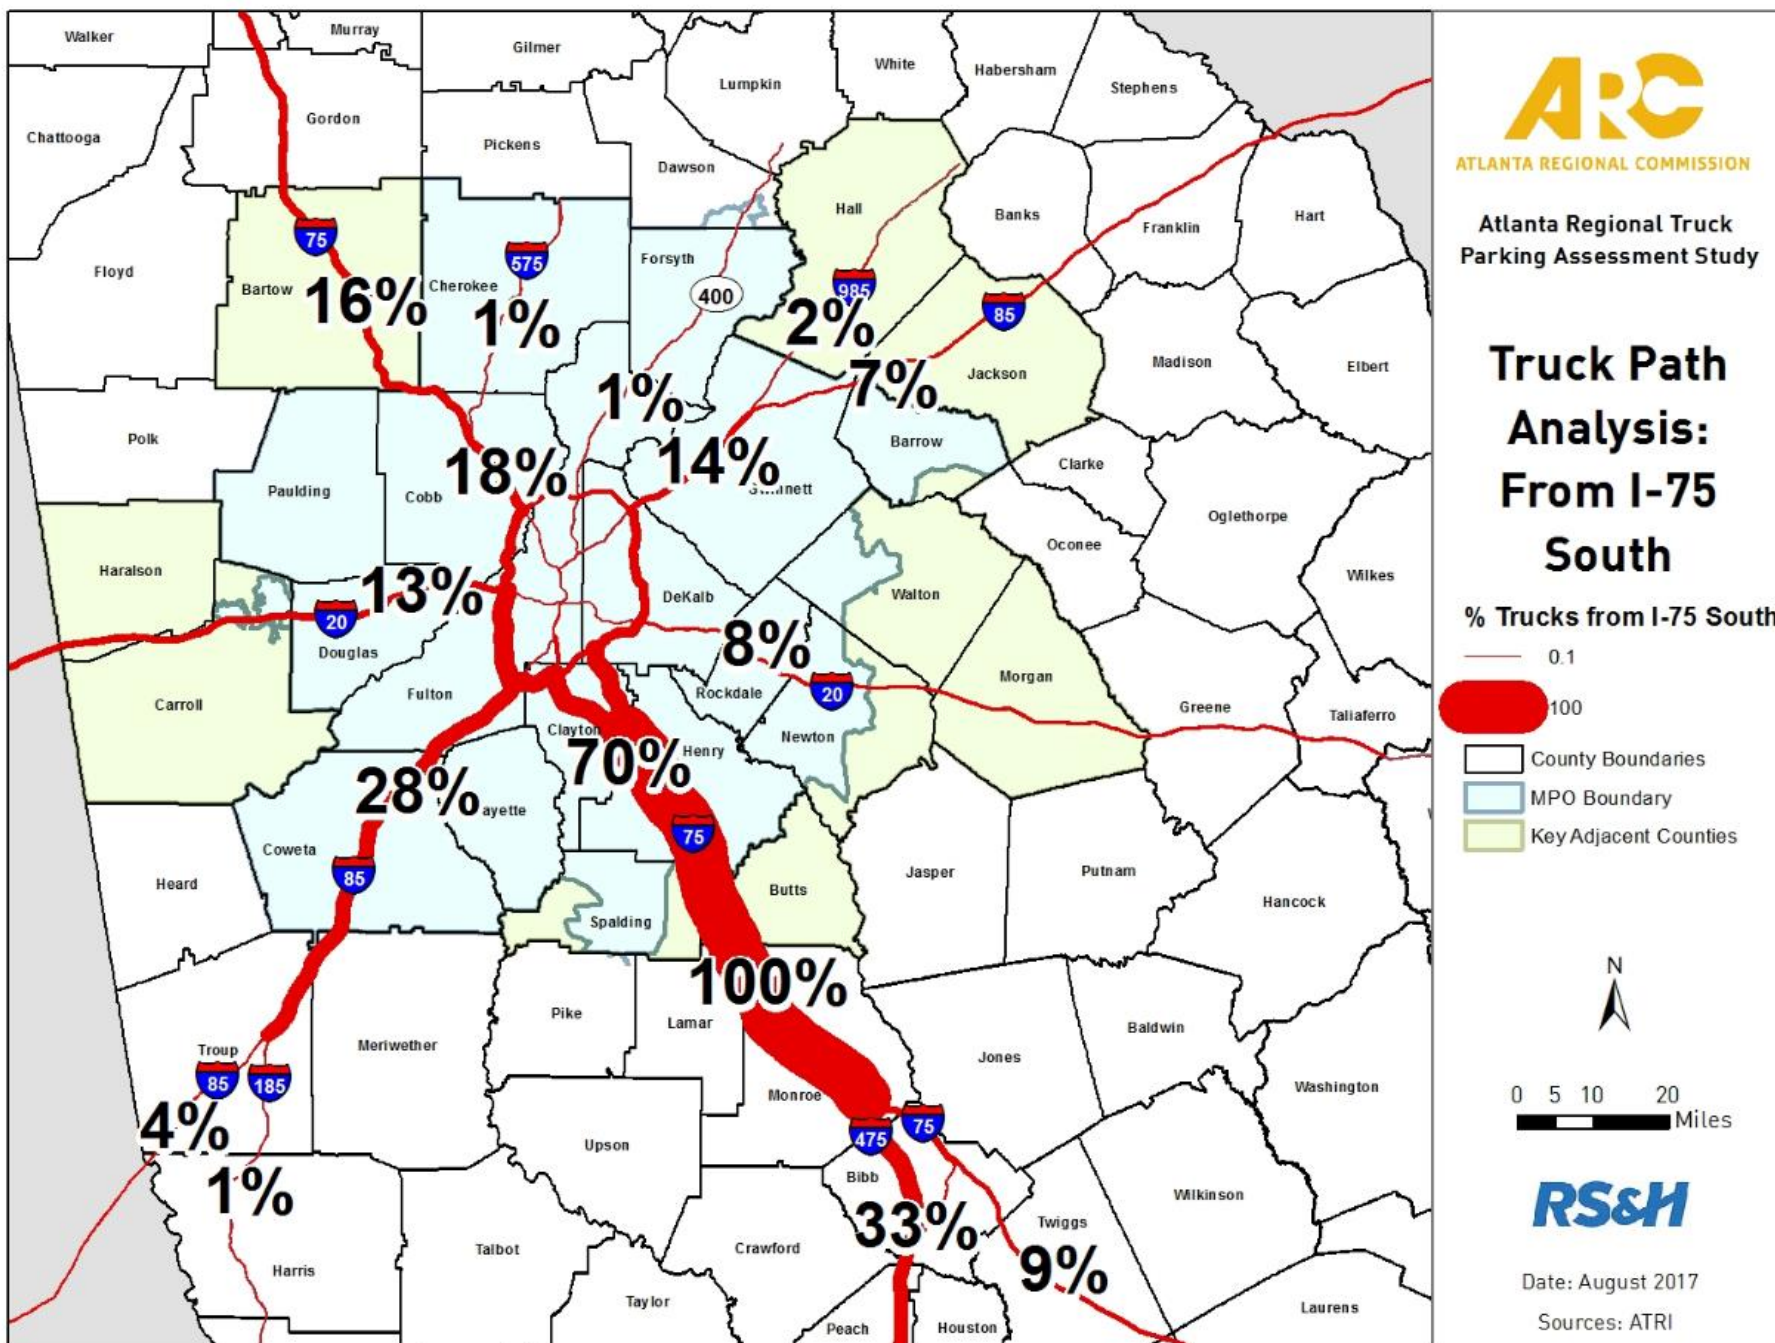 Walker
Murray
Gilmer
Lumpkin
White
Habersham
Stephens
Chattooga
Gordon
Pickens
Dawson
Hall
Banks
Franklin
Hart
75
Floyd
Bartow
16%
Cherokee
575
1%
Forsyth
400
985
2%
85
7%
Jackson
Madison
Elbert
1%
Polk
Paulding
Cobb
18%
14%
Gwinnett
Barrow
Clarke
Oglethorpe
Oconee
Wilkes
Haralson
13%
20
Douglas
DeKalb
Walton
8%
Carroll
Fulton
Rockdale
20
Morgan
Greene
Taliaferro
Clayton
70%
Henry
Newton
28%
ayette
75
Coweta
85
Heard
Spalding
Butts
Jasper
Putnam
Hancock
100%
Pike
Lamar
Baldwin
Troup
Meriwether
85
185
Monroe
Jones
Washington
4%
1%
Upson
475
75
Bibb
33%
Twiggs
Wilkinson
9%
Harris
Talbot
Crawford
Taylor
Peach
Houston
Laurens
ARC
ATLANTA REGIONAL COMMISSION
Atlanta Regional Truck
Parking Assessment Study
Truck Path
Analysis:
From I-75
South
% Trucks from I-75 South
0.1
100
County Boundaries
MPO Boundary
Key Adjacent Counties
N
0 5 10 20
Miles
RS&H
Date: August 2017
Sources: ATRI